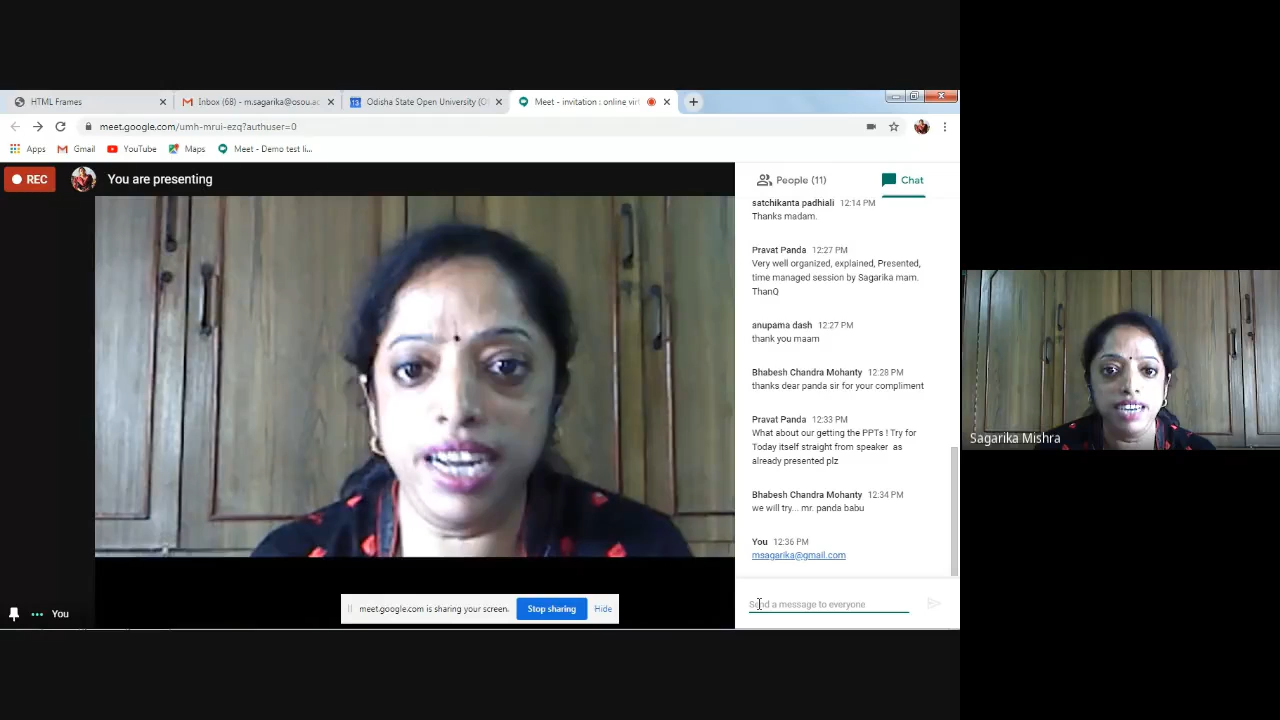 HTML Frames
Inbox (68) - m.sagarika@osou.ac
Odisha State Open University (O
Meet - invitation : online virt
meet.google.com/umh-mrui-ezq?authuser=0
Apps
Gmail
YouTube
Maps
Meet - Demo test li...
REC
You are presenting
People (11)
Chat
satchikanta padhiali 12:14 PM
Thanks madam.
Pravat Panda 12:27 PM
Very well organized, explained, Presented,
time managed session by Sagarika mam.
ThanQ
anupama dash 12:27 PM
thank you maam
Bhabesh Chandra Mohanty 12:28 PM
thanks dear panda sir for your compliment
Pravat Panda 12:33 PM
What about our getting the PPTs ! Try for
Today itself straight from speaker as
already presented plz
Bhabesh Chandra Mohanty 12:34 PM
we will try... mr. panda babu
You 12:36 PM
msagarika@gmail.com
Send a message to everyone
meet.google.com is sharing your screen.
Stop sharing
Hide
You
Sagarika Mishra